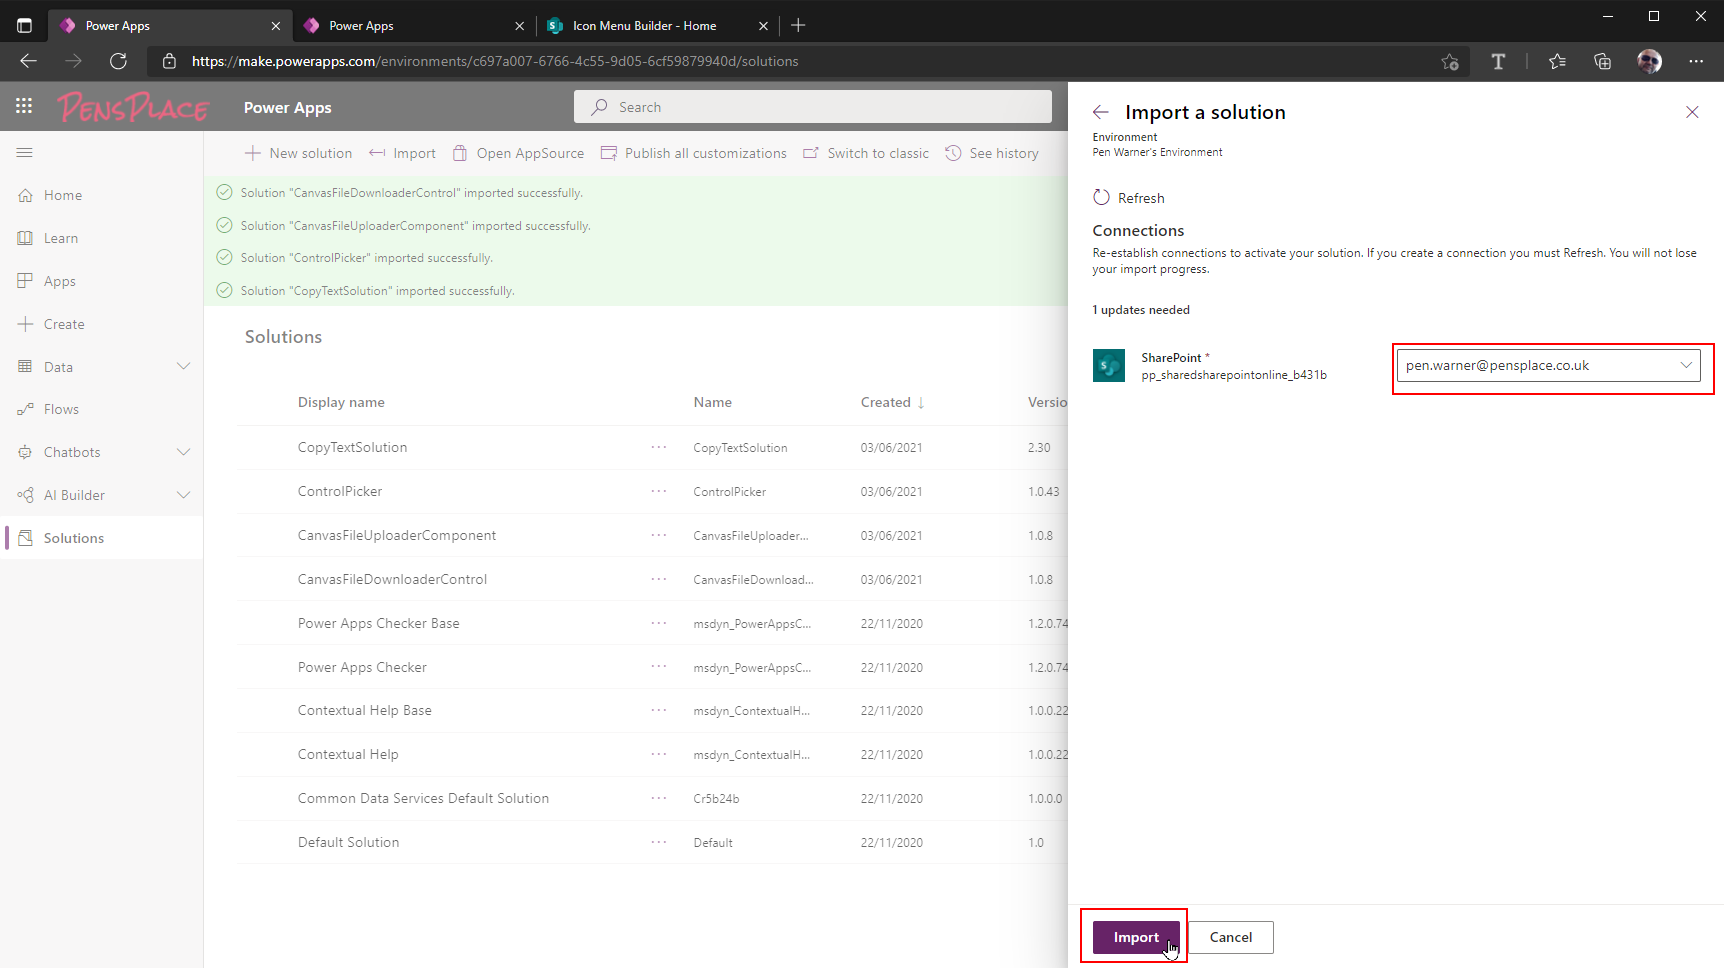 Power Apps
Power Apps
Icon Menu Builder - Home
https://make.powerapps.com/environments/c697a007-6766-4c55-9d05-6cf59879940d/solutions
PensPlace
Power Apps
Search
New solution
Import
Open AppSource
Publish all customizations
Switch to classic
See history
Home
Learn
Apps
Create
Data
Flows
Chatbots
AI Builder
Solutions
Solution "CanvasFileDownloaderControl" imported successfully.
Solution "CanvasFileUploaderComponent" imported successfully.
Solution "ControlPicker" imported successfully.
Solution "CopyTextSolution" imported successfully.
Solutions
Display name Name Created ↓ Versio
CopyTextSolution ··· CopyTextSolution 03/06/2021 2.30
ControlPicker ··· ControlPicker 03/06/2021 1.0.43
CanvasFileUploaderComponent ··· CanvasFileUploader... 03/06/2021 1.0.8
CanvasFileDownloaderControl ··· CanvasFileDownload... 03/06/2021 1.0.8
Power Apps Checker Base ··· msdyn_PowerAppsC... 22/11/2020 1.2.0.74
Power Apps Checker ··· msdyn_PowerAppsC... 22/11/2020 1.2.0.74
Contextual Help Base ··· msdyn_ContextualH... 22/11/2020 1.0.0.22
Contextual Help ··· msdyn_ContextualH... 22/11/2020 1.0.0.22
Common Data Services Default Solution ··· Cr5b24b 22/11/2020 1.0.0.0
Default Solution ··· Default 22/11/2020 1.0
Import a solution
Environment
Pen Warner's Environment
Refresh
Connections
Re-establish connections to activate your solution. If you create a connection you must Refresh. You will not lose
your import progress.
1 updates needed
SharePoint *
pp_sharedsharepointonline_b431b
pen.warner@pensplace.co.uk
Import
Cancel